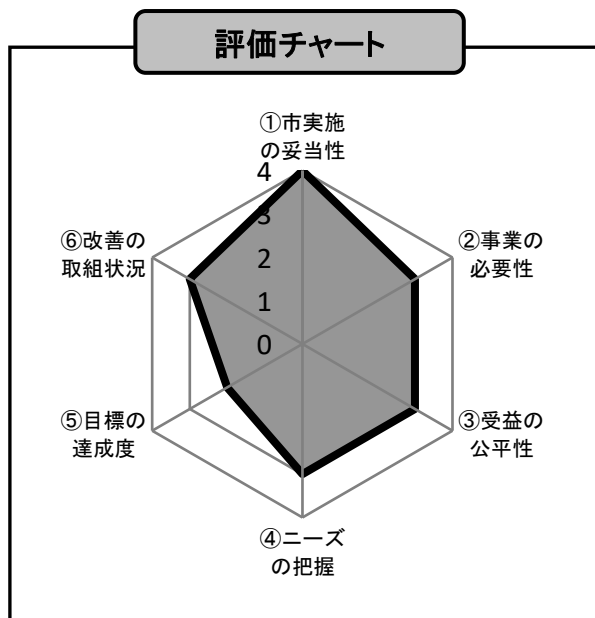 評価チャート
①市実施
の妥当性
4
3
2
1
0
②事業の
必要性
③受益の
公平性
④ニーズ
の把握
⑤目標の
達成度
⑥改善の
取組状況